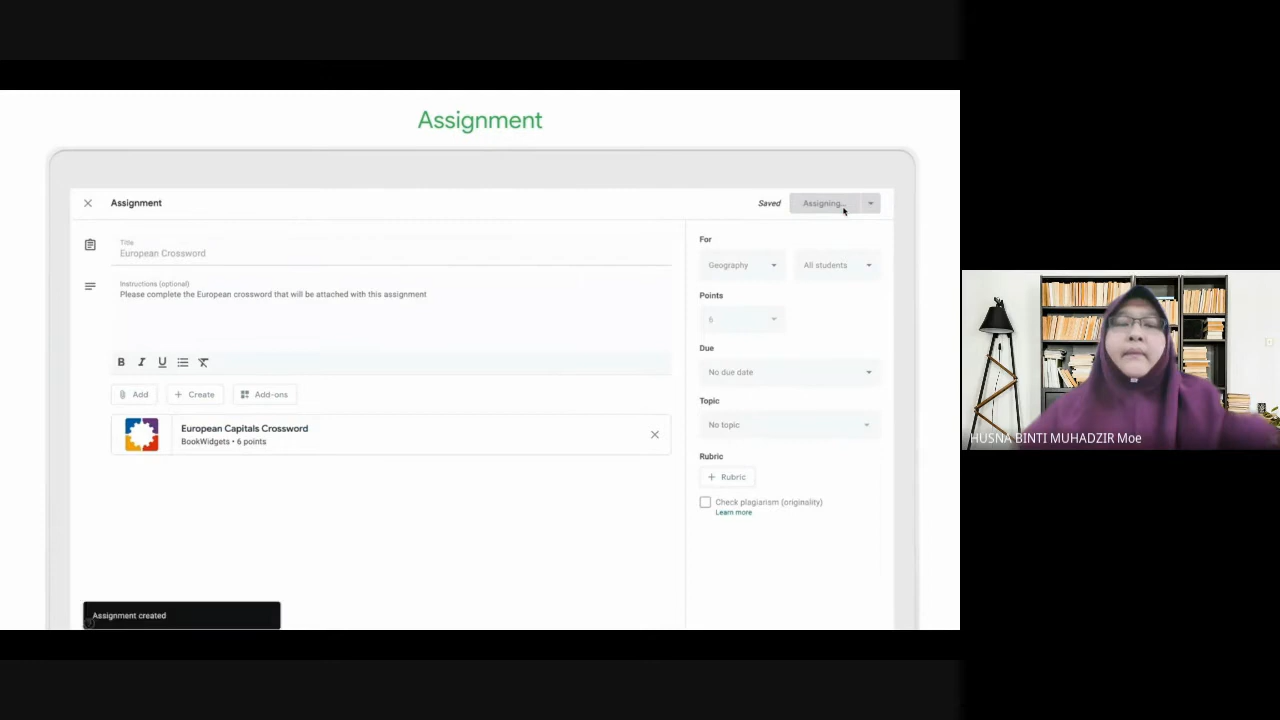 Assignment
Assignment
Saved
Assigning...
Title
European Crossword
Instructions (optional)
Please complete the European crossword that will be attached with this assignment
B I U
Add
Create
Add-ons
European Capitals Crossword
BookWidgets • 6 points
For
Geography
All students
Points
6
Due
No due date
Topic
No topic
Rubric
+ Rubric
Check plagiarism (originality)
Learn more
Assignment created
HUSNA BINTI MUHADZIR Moe